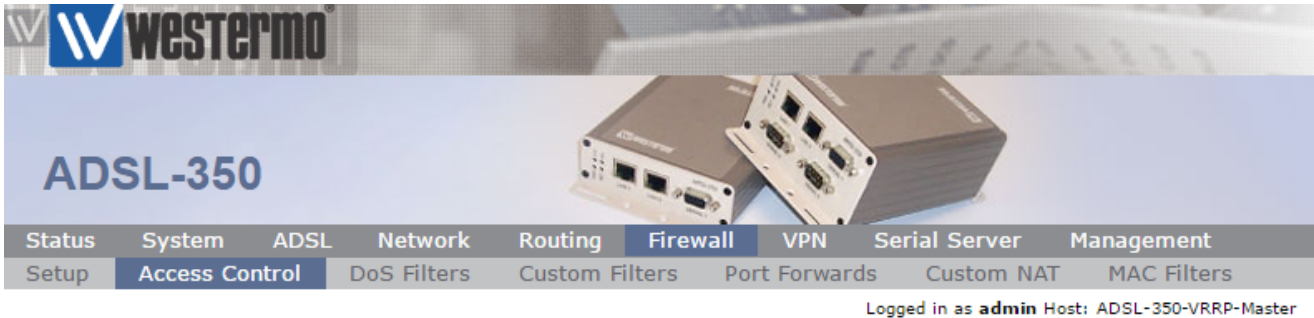 westermo
ADSL-350
Status System ADSL Network Routing Firewall VPN Serial Server Management
Setup Access Control DoS Filters Custom Filters Port Forwards Custom NAT MAC Filters
Logged in as admin Host: ADSL-350-VRRP-Master